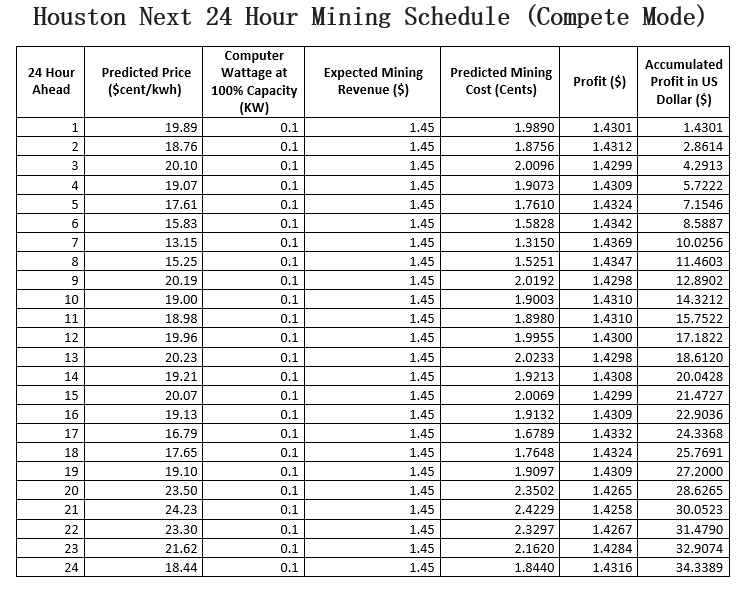 Houston Next 24 Hour Mining Schedule (Compete Mode)
24 Hour Ahead Predicted Price ($cent/kwh) Computer Wattage at 100% Capacity (KW) Expected Mining Revenue ($) Predicted Mining Cost (Cents) Profit ($) Accumulated Profit in US Dollar ($)
1 19.89 0.1 1.45 1.9890 1.4301 1.4301
2 18.76 0.1 1.45 1.8756 1.4312 2.8614
3 20.10 0.1 1.45 2.0096 1.4299 4.2913
4 19.07 0.1 1.45 1.9073 1.4309 5.7222
5 17.61 0.1 1.45 1.7610 1.4324 7.1546
6 15.83 0.1 1.45 1.5828 1.4342 8.5887
7 13.15 0.1 1.45 1.3150 1.4369 10.0256
8 15.25 0.1 1.45 1.5251 1.4347 11.4603
9 20.19 0.1 1.45 2.0192 1.4298 12.8902
10 19.00 0.1 1.45 1.9003 1.4310 14.3212
11 18.98 0.1 1.45 1.8980 1.4310 15.7522
12 19.96 0.1 1.45 1.9955 1.4300 17.1822
13 20.23 0.1 1.45 2.0233 1.4298 18.6120
14 19.21 0.1 1.45 1.9213 1.4308 20.0428
15 20.07 0.1 1.45 2.0069 1.4299 21.4727
16 19.13 0.1 1.45 1.9132 1.4309 22.9036
17 16.79 0.1 1.45 1.6789 1.4332 24.3368
18 17.65 0.1 1.45 1.7648 1.4324 25.7691
19 19.10 0.1 1.45 1.9097 1.4309 27.2000
20 23.50 0.1 1.45 2.3502 1.4265 28.6265
21 24.23 0.1 1.45 2.4229 1.4258 30.0523
22 23.30 0.1 1.45 2.3297 1.4267 31.4790
23 21.62 0.1 1.45 2.1620 1.4284 32.9074
24 18.44 0.1 1.45 1.8440 1.4316 34.3389